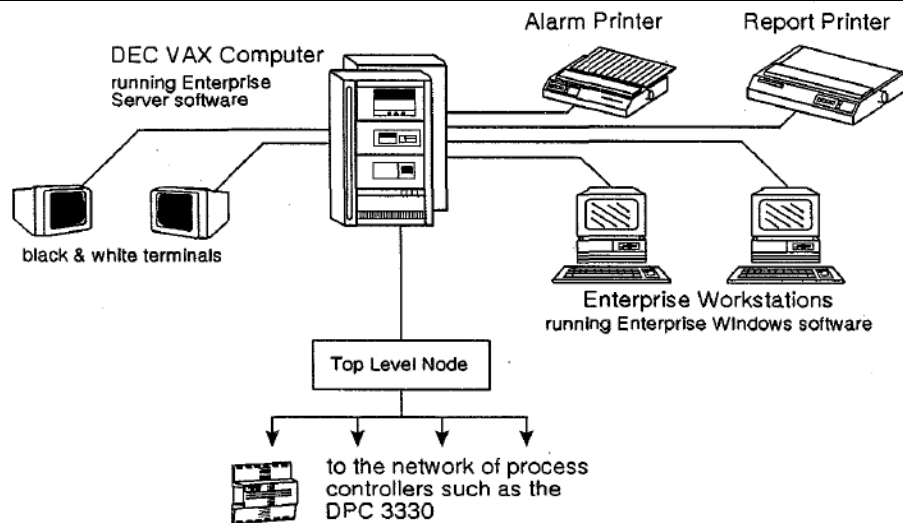 Alarm Printer
Report Printer
DEC VAX Computer
running Enterprise
Server software
black & white terminals
Enterprise Workstations
running Enterprise Windows software
Top Level Node
to the network of process
controllers such as the
DPC 3330